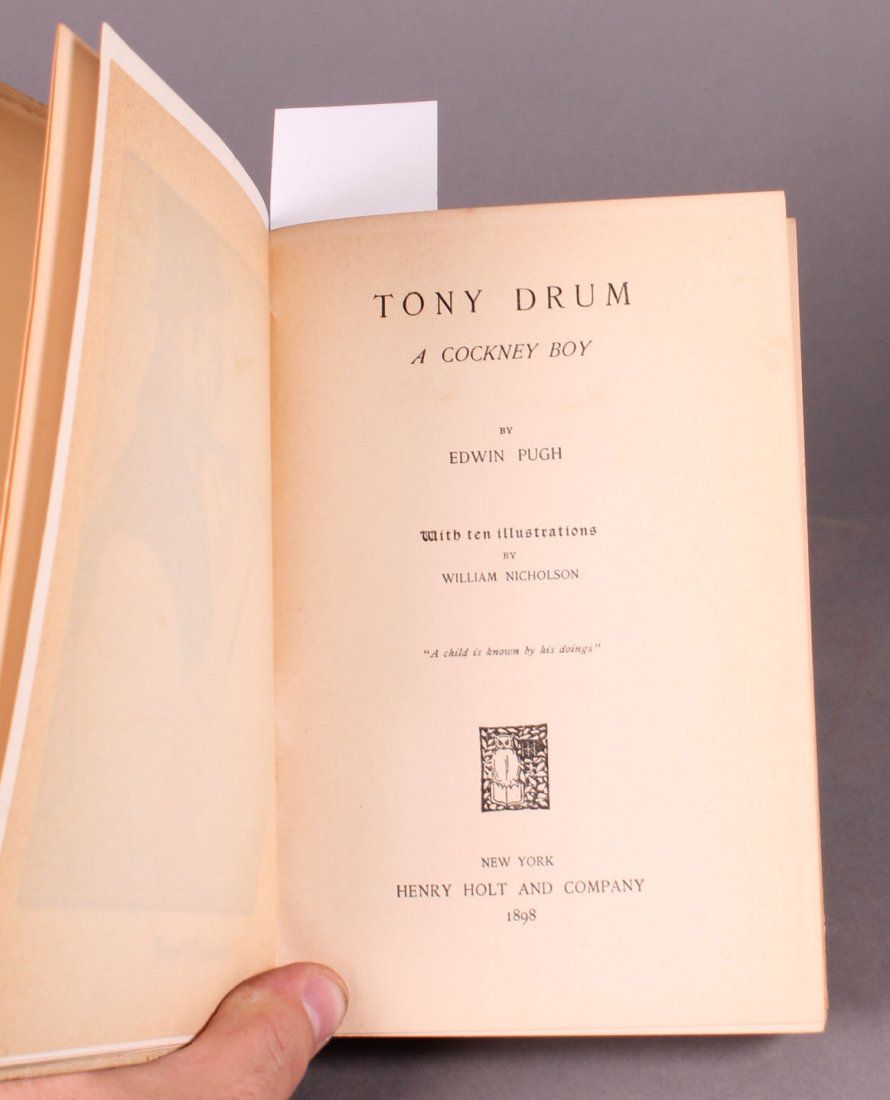 TONY DRUM
A COCKNEY BOY
BY
EDWIN PUGH
With ten illustrations
BY
WILLIAM NICHOLSON
"A child is known by his doings"
NEW YORK
HENRY HOLT AND COMPANY
1898